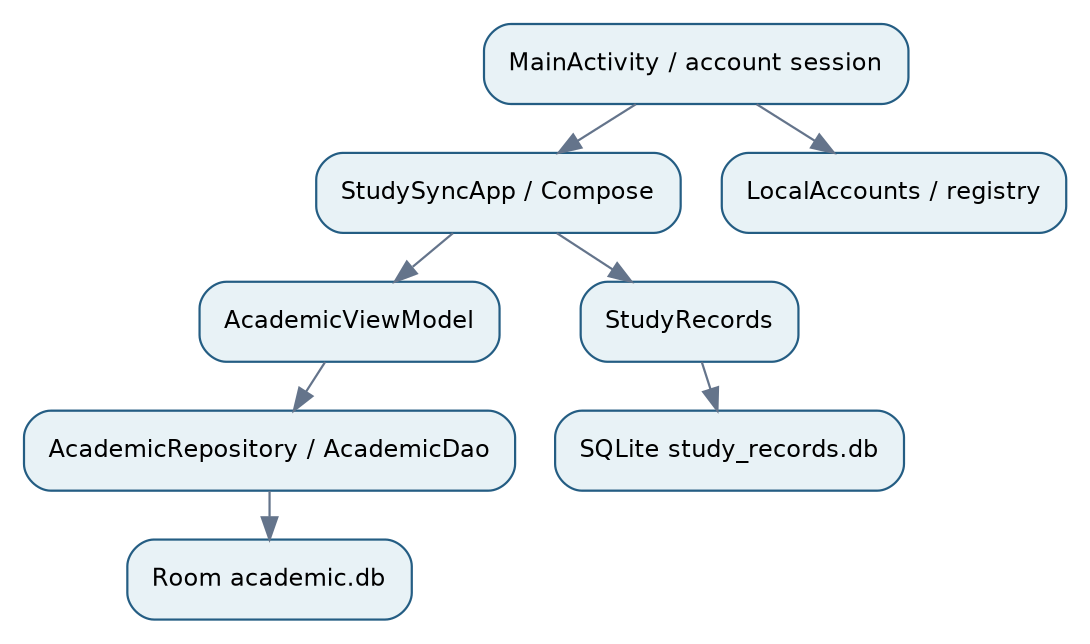 MainActivity / account session
StudySyncApp / Compose
LocalAccounts / registry
AcademicViewModel
StudyRecords
AcademicRepository / AcademicDao
SQLite study_records.db
Room academic.db